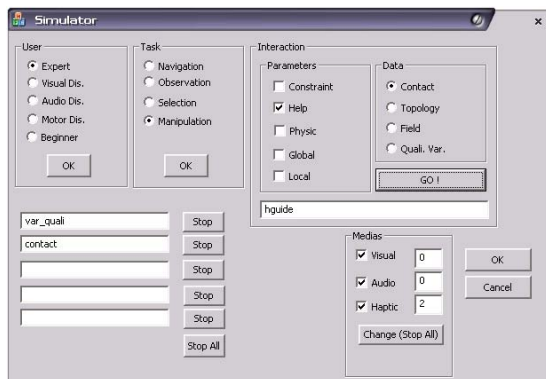 Simulator
User
Expert
Visual Dis.
Audio Dis.
Motor Dis.
Beginner
OK
Task
Navigation
Observation
Selection
Manipulation
OK
Interaction
Parameters
Constraint
Help
Physic
Global
Local
Data
Contact
Topology
Field
Quali. Var.
GO !
hguide
var_quali
Stop
contact
Stop
Stop
Stop
Stop
Stop All
Medias
Visual 0
Audio 0
Haptic 2
Change (Stop All)
OK
Cancel